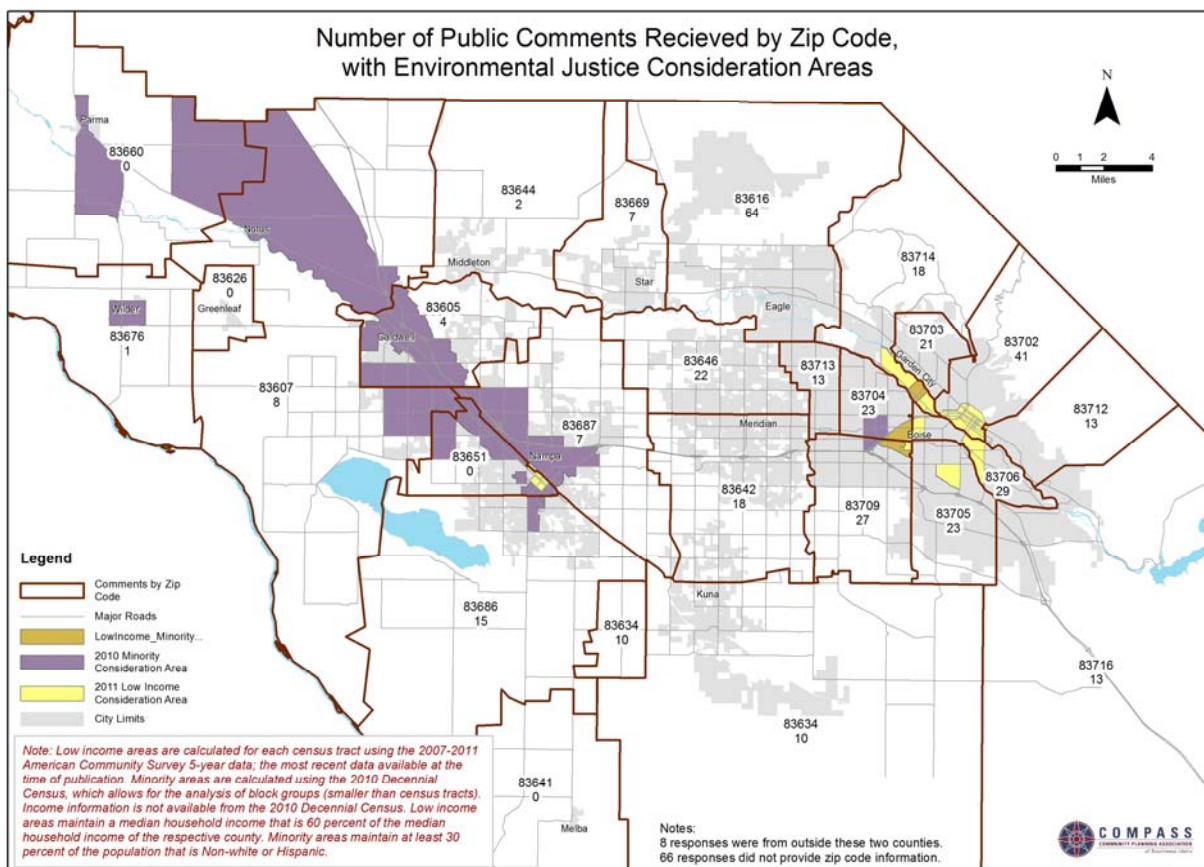 Number of Public Comments Recieved by Zip Code,
with Environmental Justice Consideration Areas
N
0 1 2 4
Miles
Parma
83660
0
Notus
83644
2
83669
7
83616
64
83714
18
83626
0
Greenleaf
Wilder
83676
1
Middleton
Star
Eagle
83605
4
Caldwell
83703
21
Garden City
83702
41
83607
8
83646
22
83713
13
83704
23
83712
13
83687
7
Meridian
Boise
83651
0
Nampa
83642
18
83709
27
83705
23
83706
29
Kuna
83686
15
83634
10
83716
13
83634
10
83641
0
Melba
Legend
Comments by Zip
Code
Major Roads
LowIncome_Minority...
2010 Minority
Consideration Area
2011 Low Income
Consideration Area
City Limits
Note: Low income areas are calculated for each census tract using the 2007-2011
American Community Survey 5-year data; the most recent data available at the
time of publication. Minority areas are calculated using the 2010 Decennial
Census, which allows for the analysis of block groups (smaller than census tracts).
Income information is not available from the 2010 Decennial Census. Low income
areas maintain a median household income that is 60 percent of the median
household income of the respective county. Minority areas maintain at least 30
percent of the population that is Non-white or Hispanic.
Notes:
8 responses were from outside these two counties.
66 responses did not provide zip code information.
COMPASS
COMMUNITY PLANNING ASSOCIATION
of Southwest Idaho